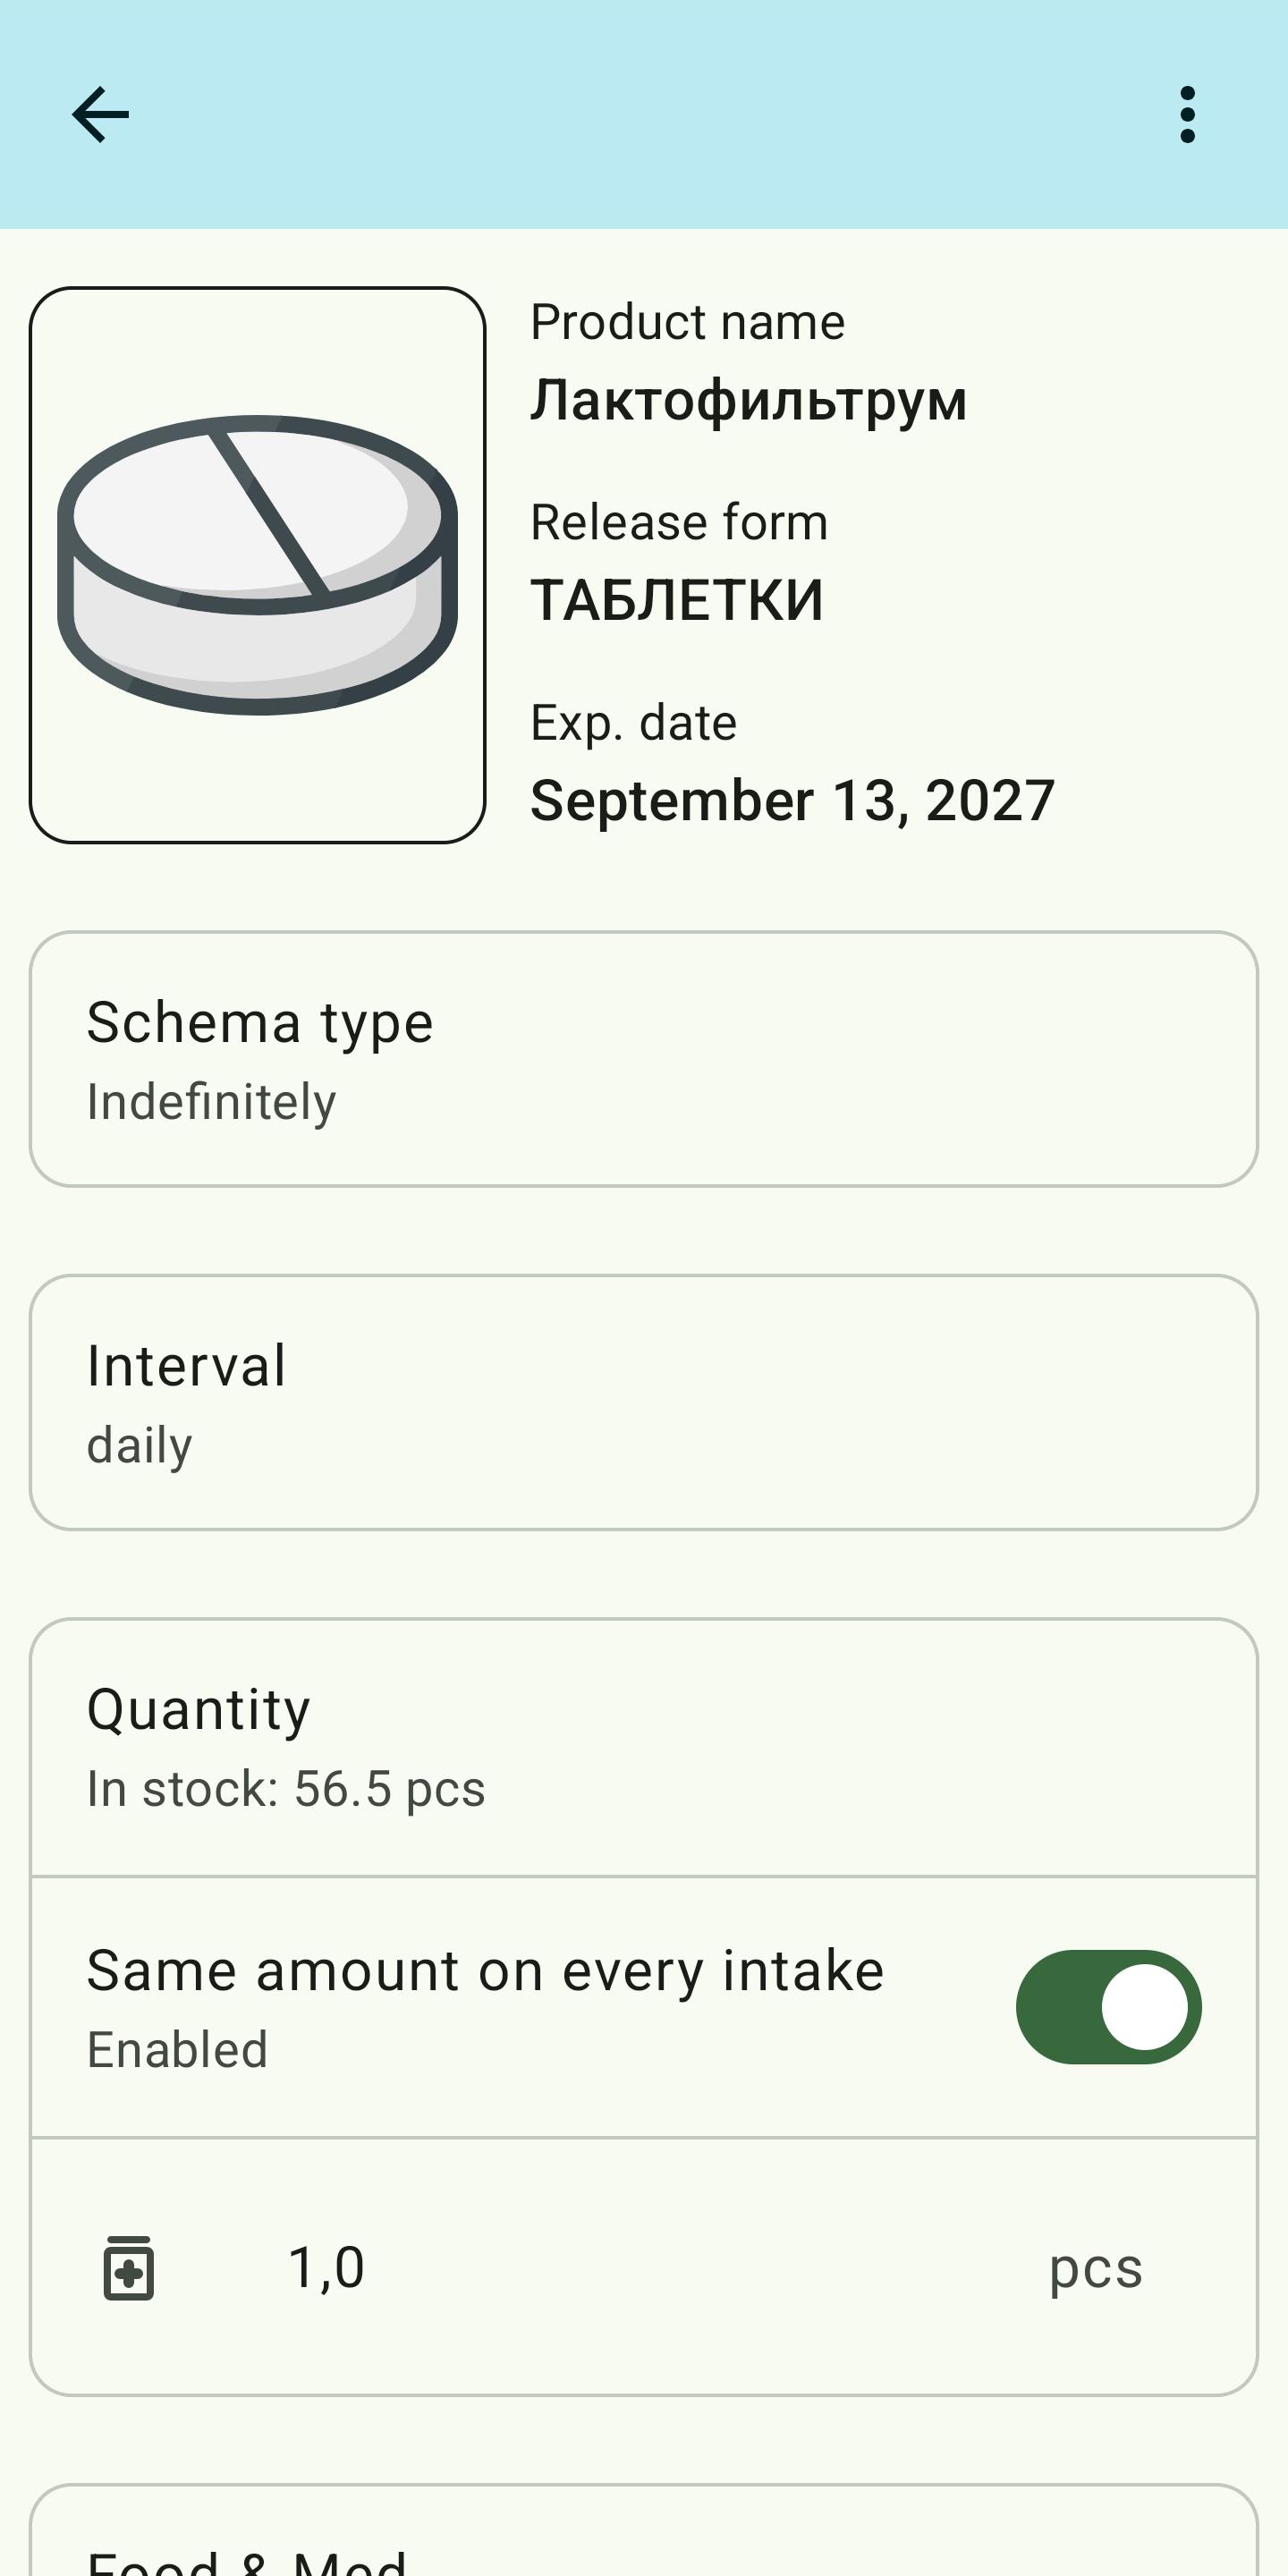 Product name
Лактофильтрум
Release form
ТАБЛЕТКИ
Exp. date
September 13, 2027
Schema type
Indefinitely
Interval
daily
Quantity
In stock: 56.5 pcs
Same amount on every intake
Enabled
1,0 pcs
Food & Med